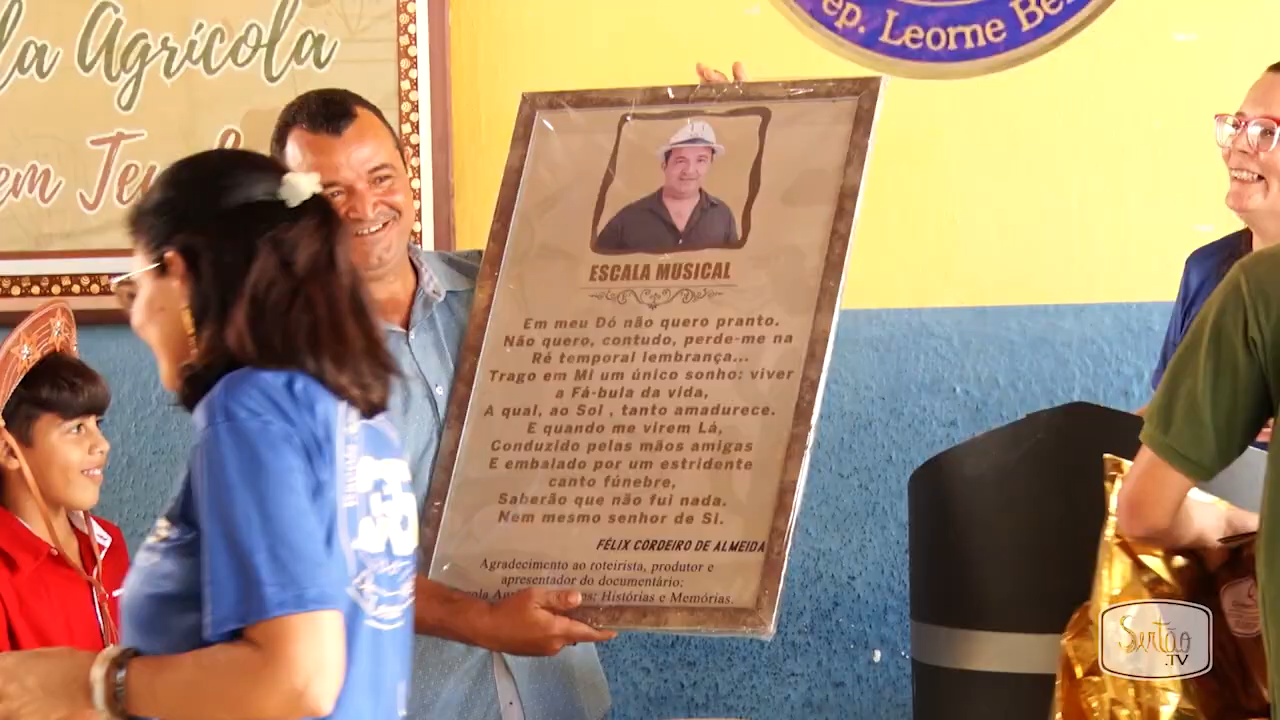 la Agrícola
em
ep. Leorne Be
ESCALA MUSICAL
Em meu Dó não quero pranto.
Não quero, contudo, perde-me na
Ré temporal lembrança...
Trago em Mi um único sonho: viver
a Fá-bula da vida,
A qual, ao Sol , tanto amadurece.
E quando me virem Lá,
Conduzido pelas mãos amigas
E embalado por um estridente
canto fúnebre,
Saberão que não fui nada,
Nem mesmo senhor de Si.
FÉLIX CORDEIRO DE ALMEIDA
Agradecimento ao roteirista, produtor e
apresentador do documentário:
Histórias e Memórias.
Sertão
.TV